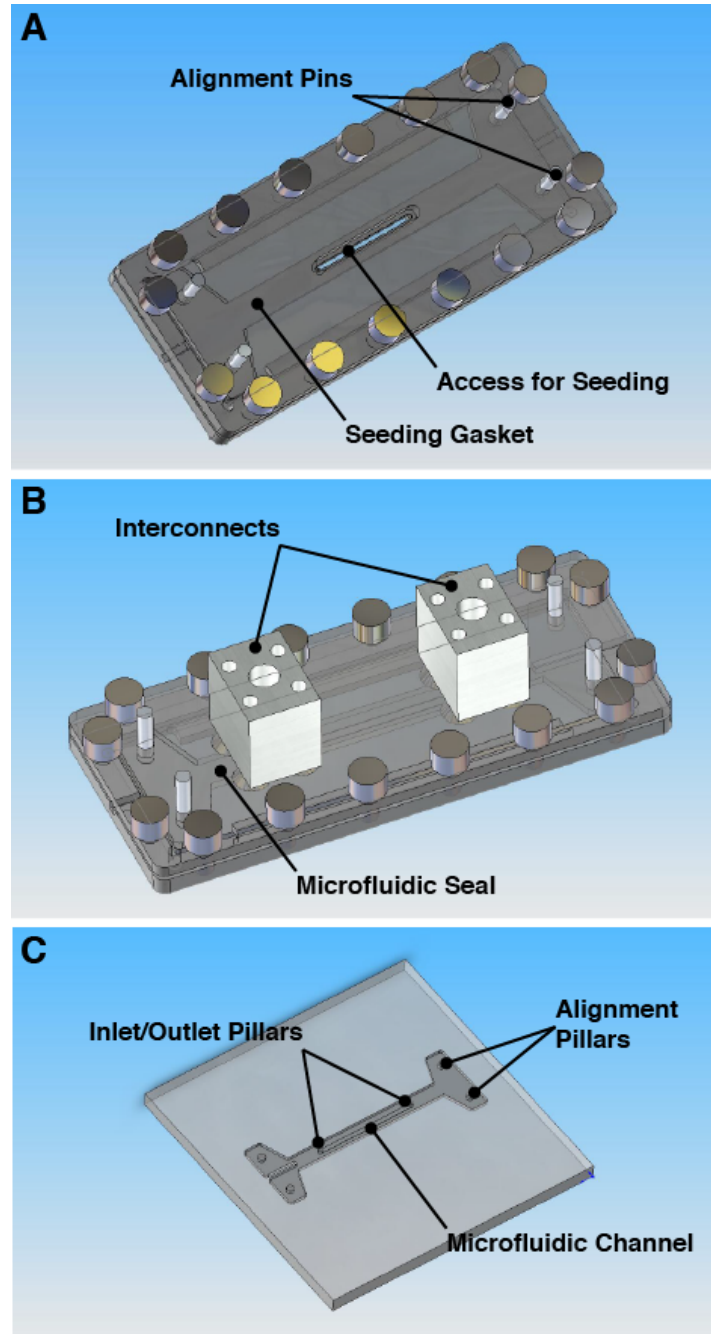 A
Alignment Pins
Access for Seeding
Seeding Gasket
B
Interconnects
Microfluidic Seal
C
Inlet/Outlet Pillars
Alignment
Pillars
Microfluidic Channel